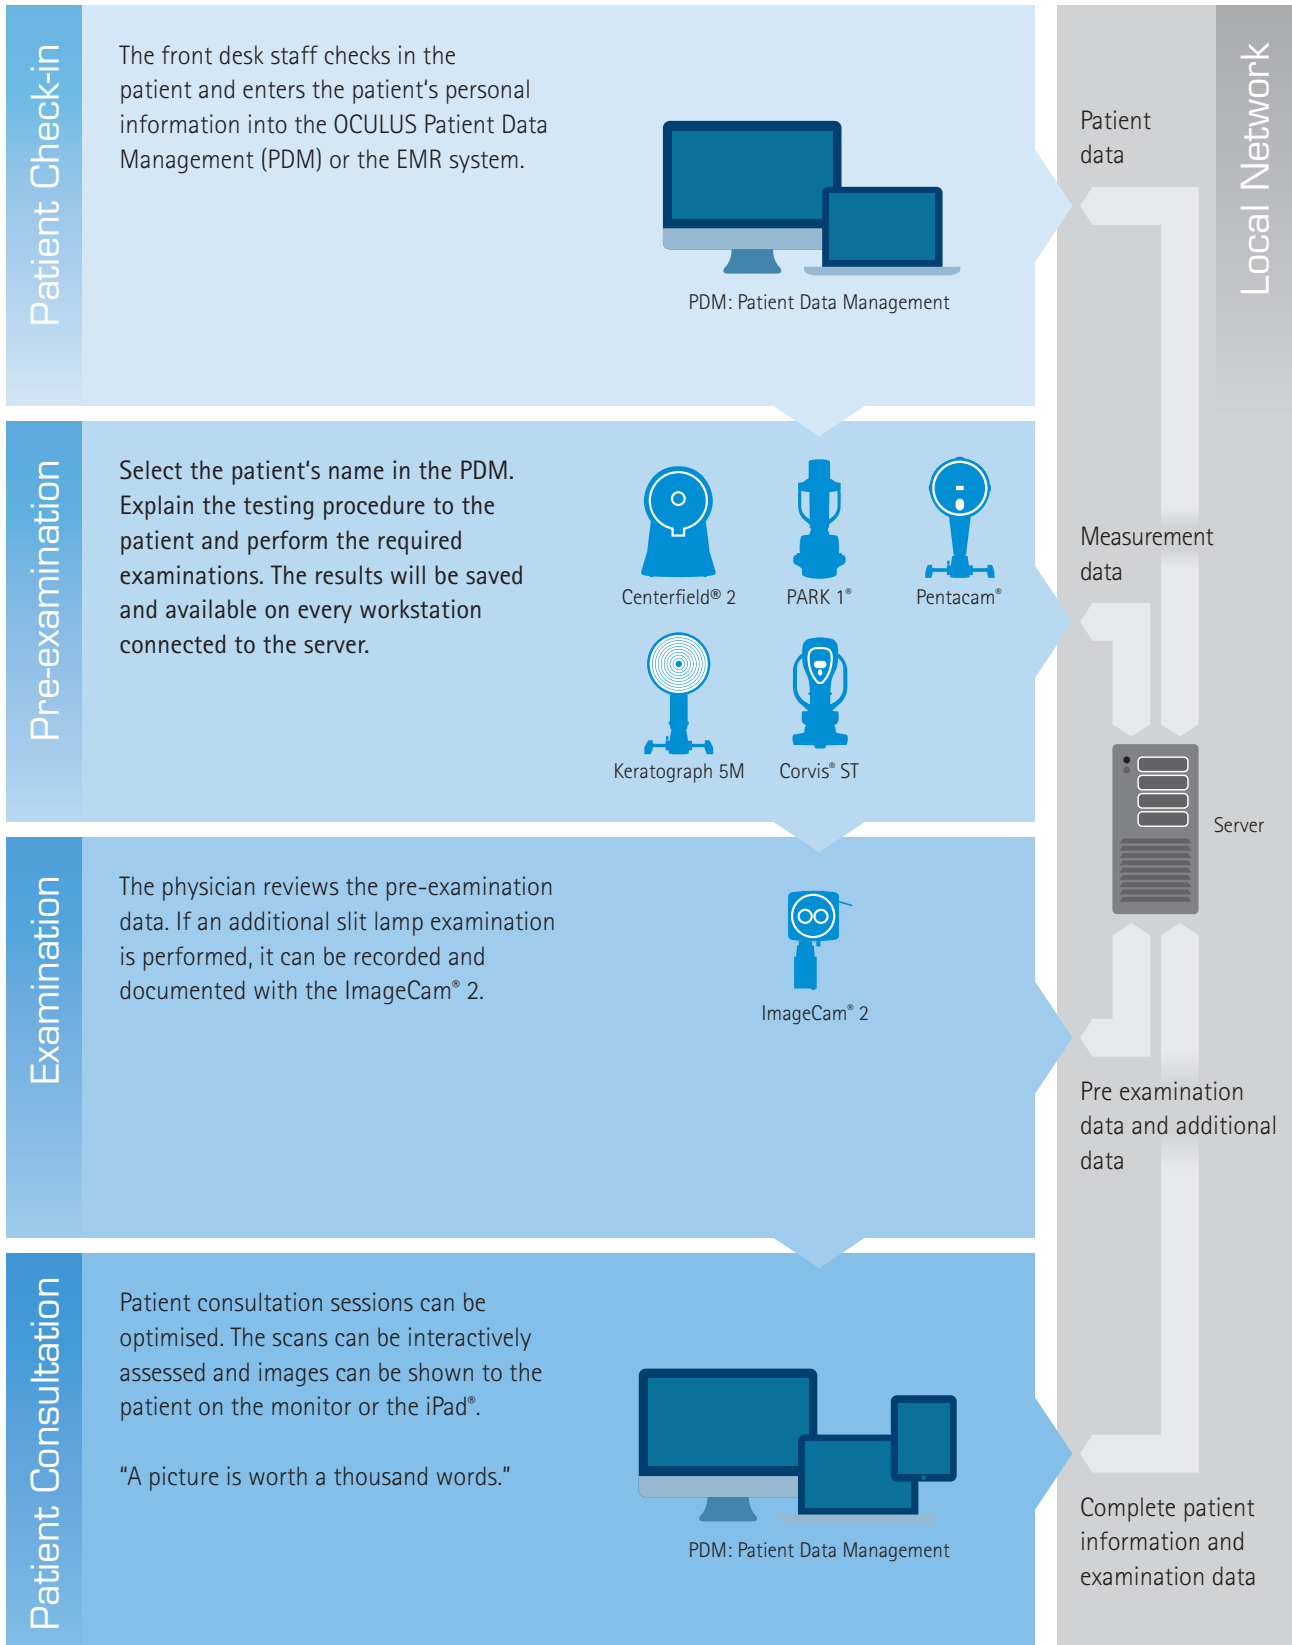 Patient Check-in
The front desk staff checks in the
patient and enters the patient's personal
information into the OCULUS Patient Data
Management (PDM) or the EMR system.
PDM: Patient Data Management
Patient
data
Local Network
Pre-examination
Select the patient's name in the PDM.
Explain the testing procedure to the
patient and perform the required
examinations. The results will be saved
and available on every workstation
connected to the server.
Centerfield® 2
PARK 1®
Pentacam®
Keratograph 5M
Corvis® ST
Measurement
data
Server
Examination
The physician reviews the pre-examination
data. If an additional slit lamp examination
is performed, it can be recorded and
documented with the ImageCam® 2.
ImageCam® 2
Pre examination
data and additional
data
Patient Consultation
Patient consultation sessions can be
optimised. The scans can be interactively
assessed and images can be shown to the
patient on the monitor or the iPad®.
"A picture is worth a thousand words."
PDM: Patient Data Management
Complete patient
information and
examination data